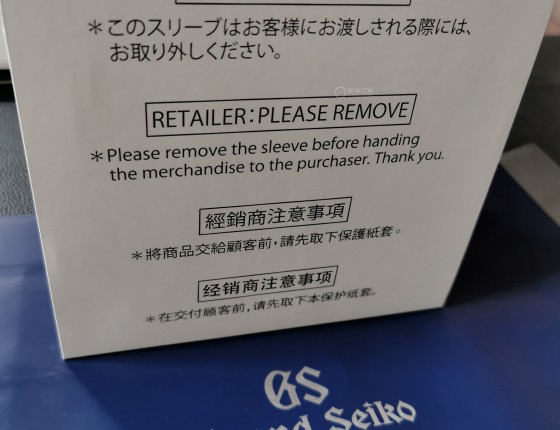 ＊このスリーブはお客様にお渡しされる際には、
お取り外しください。
RETAILER:PLEASE REMOVE
＊Please remove the sleeve before handing
the merchandise to the purchaser. Thank you.
經銷商注意事項
＊將商品交給顧客前，請先取下保護紙套。
经销商注意事项
＊在交付顾客前，请先取下本保护纸套。
GS
Seiko